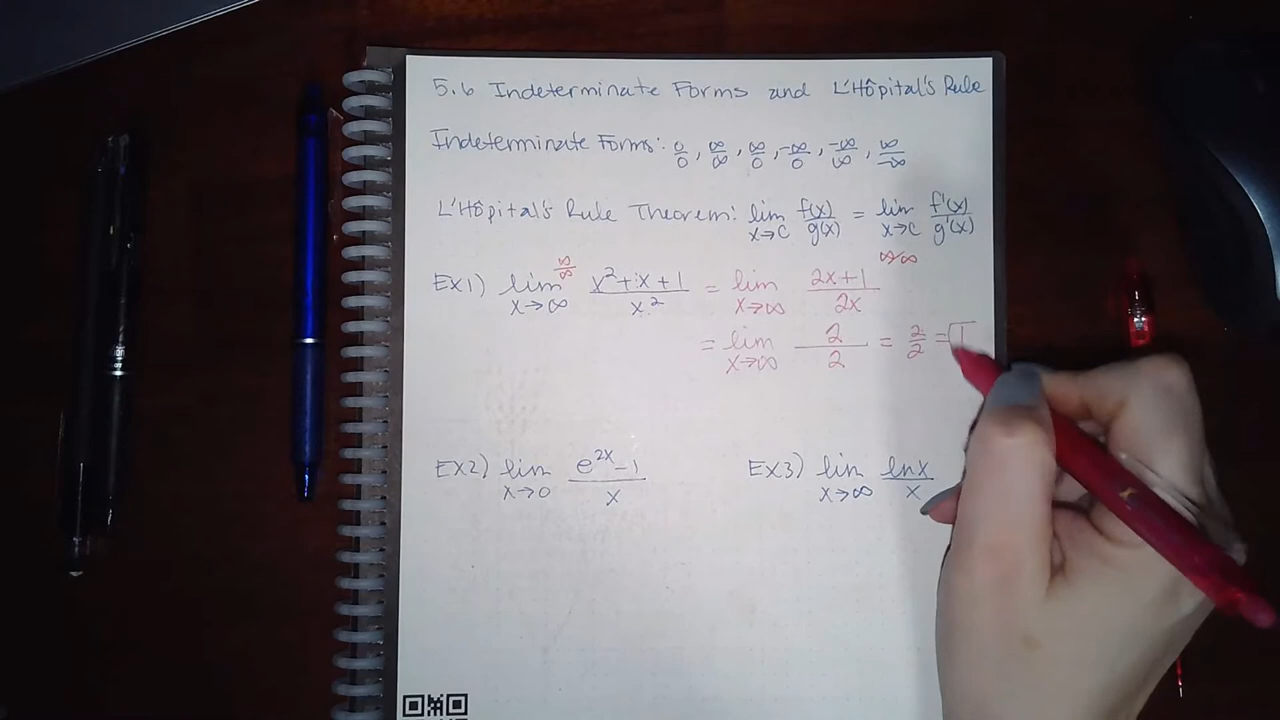 5.6 Indeterminate Forms and L'Hôpital's Rule
Indeterminate Forms: 0/0, ∞/∞, ∞/0, -∞/0, -∞/∞, ∞/-∞
L'Hôpital's Rule Theorem: lim x→c f(x)/g(x) = lim x→c f'(x)/g'(x)
∞/∞ ∞/∞
EX1) lim x→∞ x²+x+1/x² = lim x→∞ 2x+1/2x
= lim x→∞ 2/2 = 2/2 = 1
EX2) lim x→0 e^2x-1/x EX3) lim x→∞ lnx/x